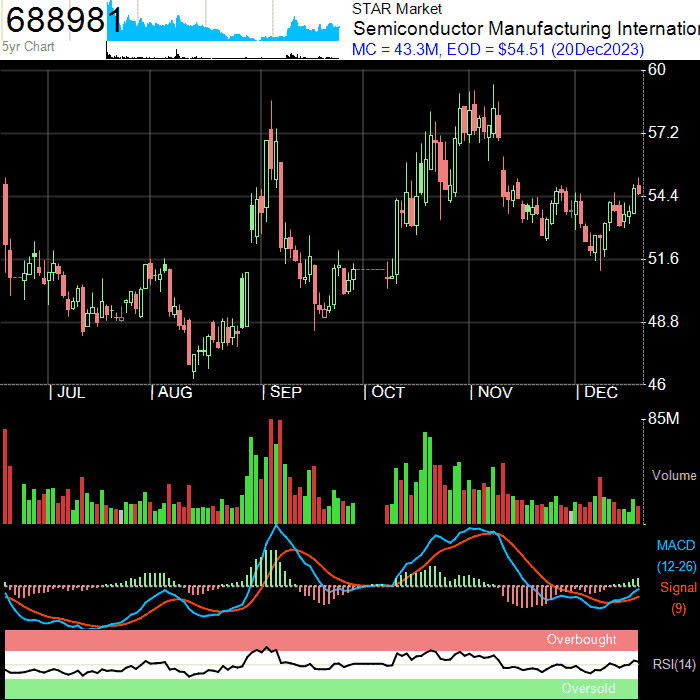 688981
5yr Chart
STAR Market
Semiconductor Manufacturing Internatio
MC = 43.3M, EOD = $54.51 (20Dec2023)
60
57.2
54.4
51.6
48.8
46
| JUL | AUG | SEP | OCT | NOV | DEC
85M
Volume
MACD
(12-26)
Signal
(9)
Overbought
RSI(14)
Oversold